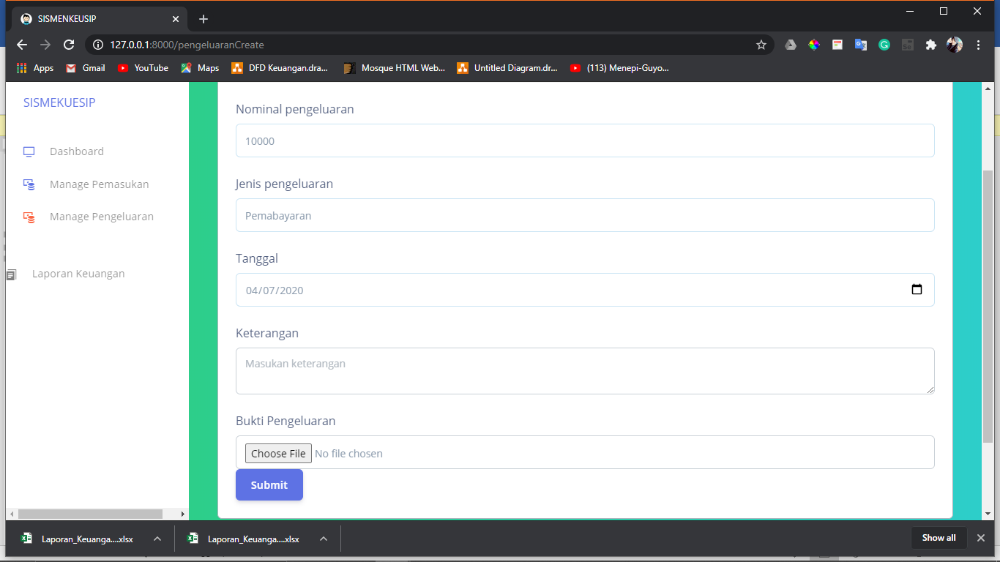 SISMENKEUSIP
127.0.0.1:8000/pengeluaranCreate
Apps
Gmail
YouTube
Maps
DFD Keuangan.dra...
Mosque HTML Web...
Untitled Diagram.dr...
(113) Menepi-Guyo...
SISMEKUESIP
Dashboard
Manage Pemasukan
Manage Pengeluaran
Laporan Keuangan
Nominal pengeluaran
10000
Jenis pengeluaran
Pemabayaran
Tanggal
04/07/2020
Keterangan
Masukan keterangan
Bukti Pengeluaran
Choose File No file chosen
Submit
Laporan_Keuanga....xlsx
Laporan_Keuanga....xlsx
Show all